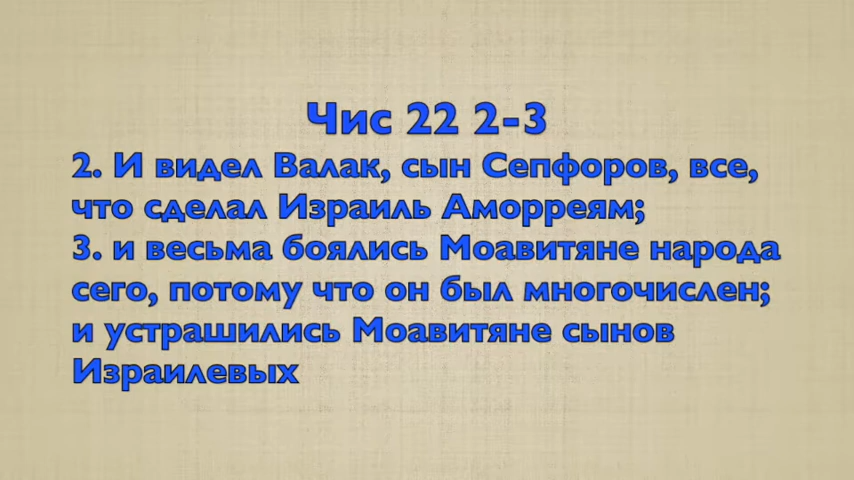 Чис 22 2-3
2. И видел Валак, сын Сепфоров, все,
что сделал Израиль Аморреям;
3. и весьма боялись Моавитяне народа
сего, потому что он был многочислен;
и устрашились Моавитяне сынов
Израилевых